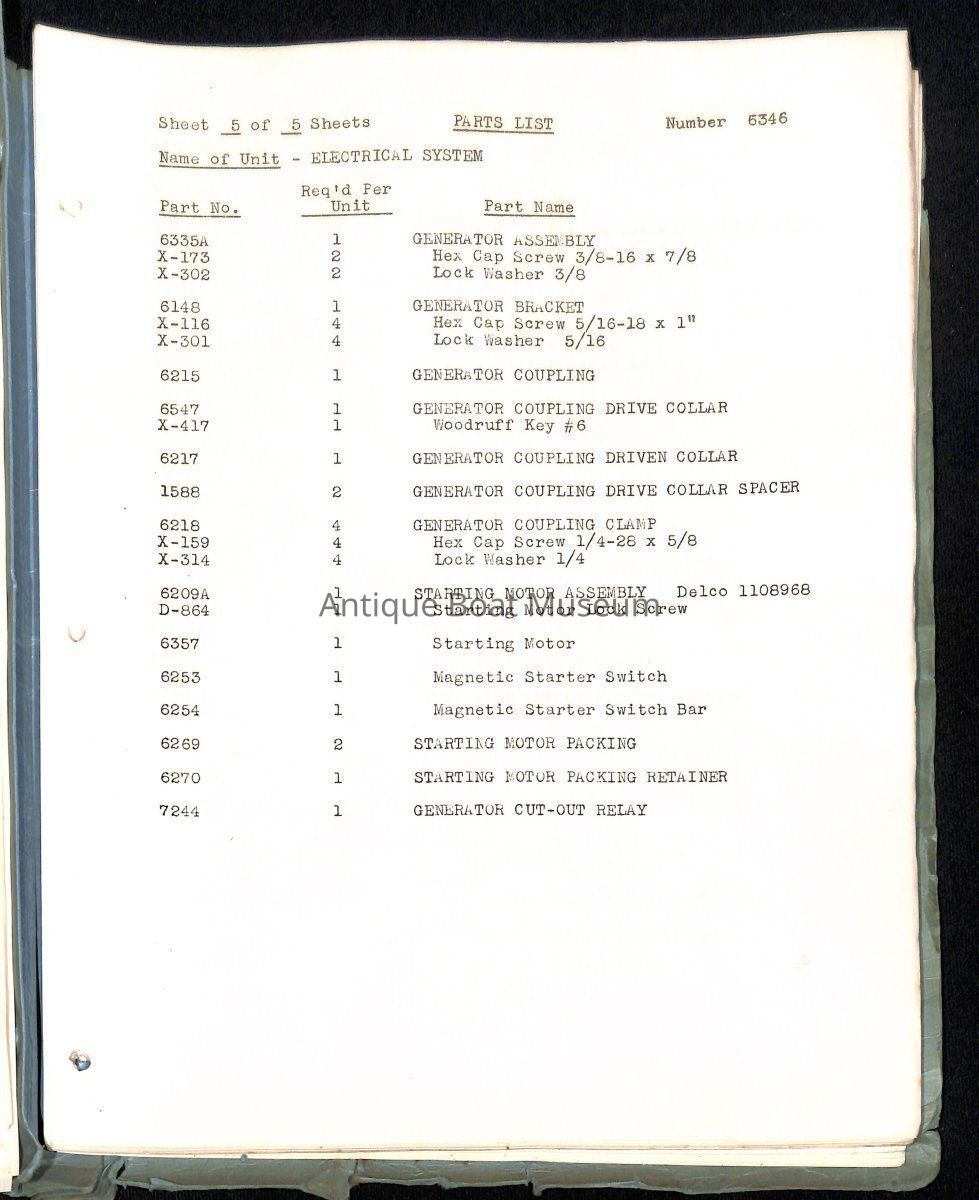 Sheet 5 of 5 Sheets PARTS LIST Number 6346
Name of Unit - ELECTRICAL SYSTEM
Req'd Per
Part No. Unit Part Name
6335A 1 GENERATOR ASSEMBLY
X-173 2 Hex Cap Screw 3/8-16 x 7/8
X-302 2 Lock Washer 3/8
6148 1 GENERATOR BRACKET
X-116 4 Hex Cap Screw 5/16-18 x 1"
X-301 4 Lock Washer 5/16
6215 1 GENERATOR COUPLING
6547 1 GENERATOR COUPLING DRIVE COLLAR
X-417 1 Woodruff Key #6
6217 1 GENERATOR COUPLING DRIVEN COLLAR
1588 2 GENERATOR COUPLING DRIVE COLLAR SPACER
6218 4 GENERATOR COUPLING CLAMP
X-159 4 Hex Cap Screw 1/4-28 x 5/8
X-314 4 Lock Washer 1/4
6209A 1 STARTING MOTOR ASSEMBLY Delco 1108968
D-864 1 Starting Motor Lock Screw
Antique Boat Museum
6357 1 Starting Motor
6253 1 Magnetic Starter Switch
6254 1 Magnetic Starter Switch Bar
6269 2 STARTING MOTOR PACKING
6270 1 STARTING MOTOR PACKING RETAINER
7244 1 GENERATOR CUT-OUT RELAY